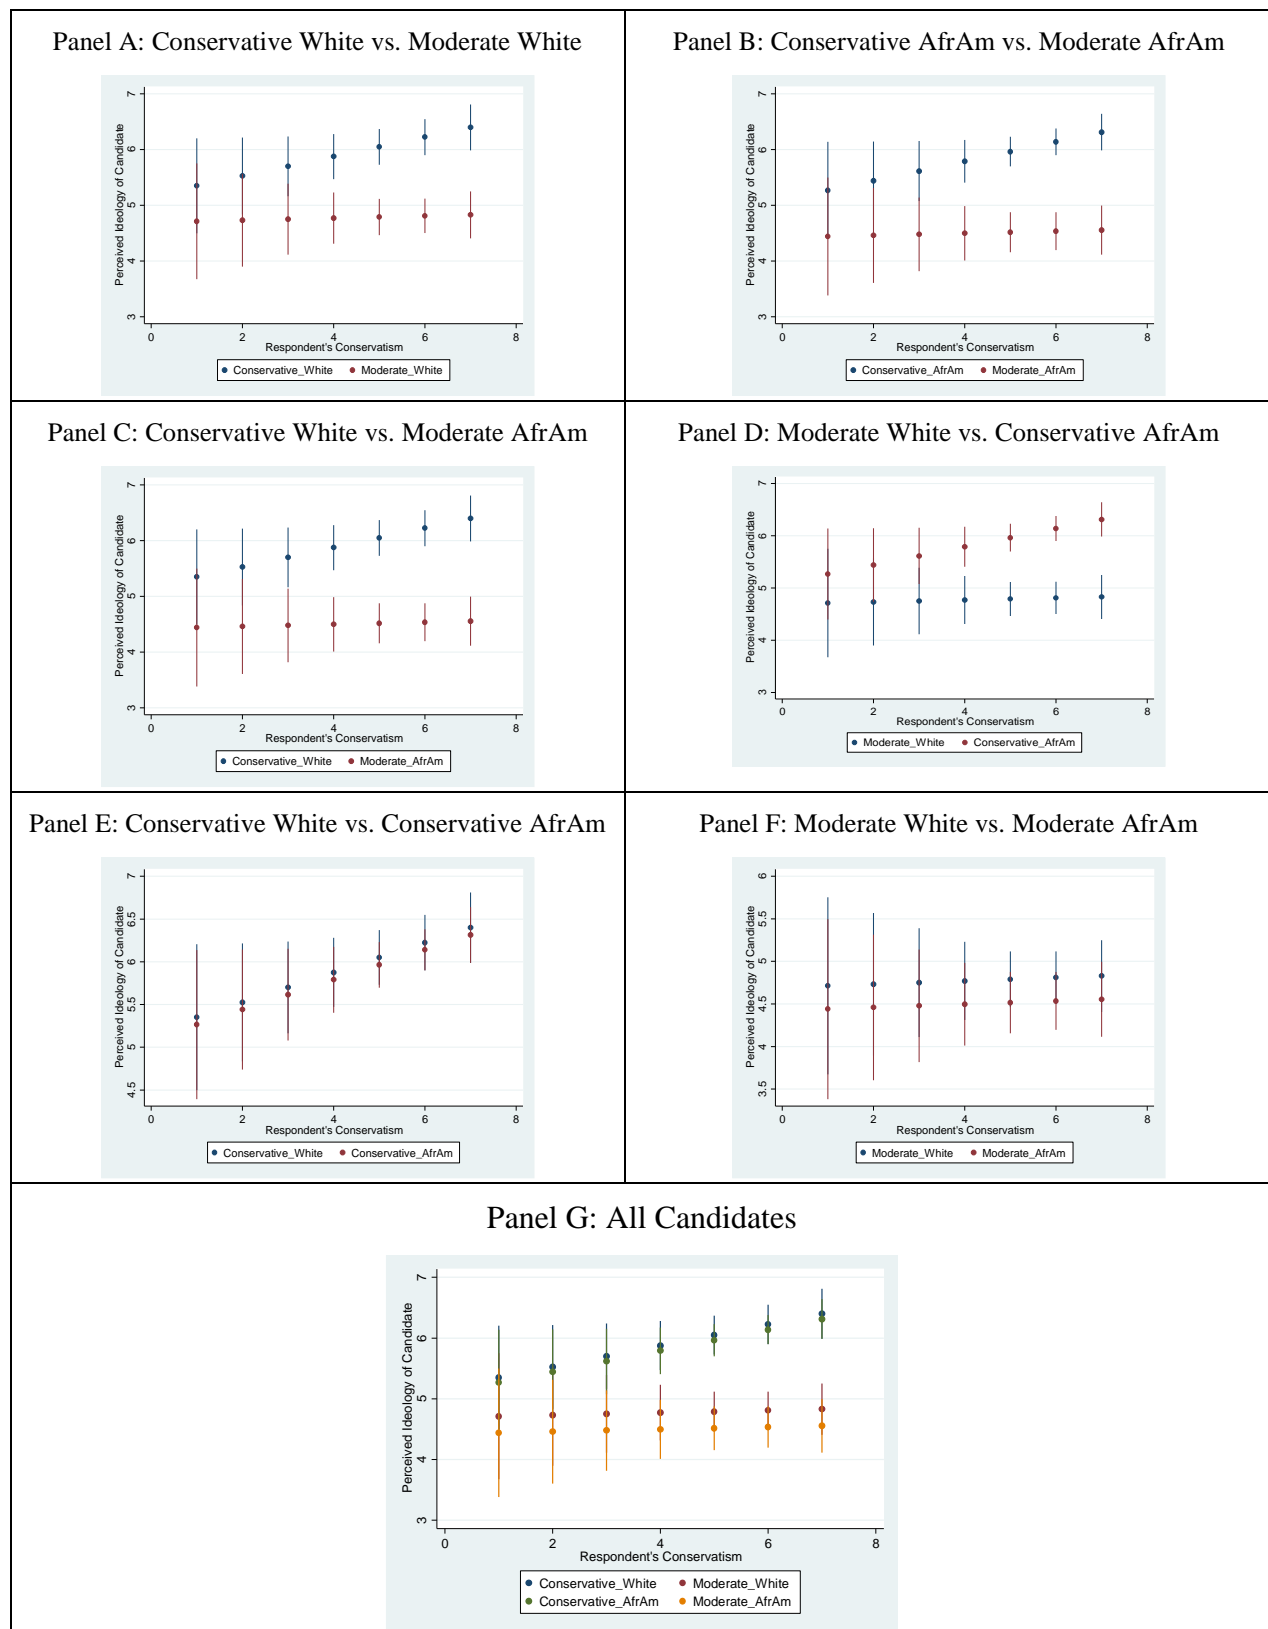 Panel A: Conservative White vs. Moderate White
Perceived Ideology of Candidate
7
6
5
4
3
0 2 4 6 8
Respondent's Conservatism
Conservative_White Moderate_White
Panel B: Conservative AfrAm vs. Moderate AfrAm
Perceived Ideology of Candidate
7
6
5
4
3
0 2 4 6 8
Respondent's Conservatism
Conservative_AfrAm Moderate_AfrAm
Panel C: Conservative White vs. Moderate AfrAm
Perceived Ideology of Candidate
7
6
5
4
3
0 2 4 6 8
Respondent's Conservatism
Conservative_White Moderate_AfrAm
Panel D: Moderate White vs. Conservative AfrAm
Perceived Ideology of Candidate
7
6
5
4
3
0 2 4 6 8
Respondent's Conservatism
Moderate_White Conservative_AfrAm
Panel E: Conservative White vs. Conservative AfrAm
Perceived Ideology of Candidate
7
6.5
6
5.5
5
4.5
0 2 4 6 8
Respondent's Conservatism
Conservative_White Conservative_AfrAm
Panel F: Moderate White vs. Moderate AfrAm
Perceived Ideology of Candidate
6
5.5
5
4.5
4
3.5
0 2 4 6 8
Respondent's Conservatism
Moderate_White Moderate_AfrAm
Panel G: All Candidates
Perceived Ideology of Candidate
7
6
5
4
3
0 2 4 6 8
Respondent's Conservatism
Conservative_White Moderate_White
Conservative_AfrAm Moderate_AfrAm